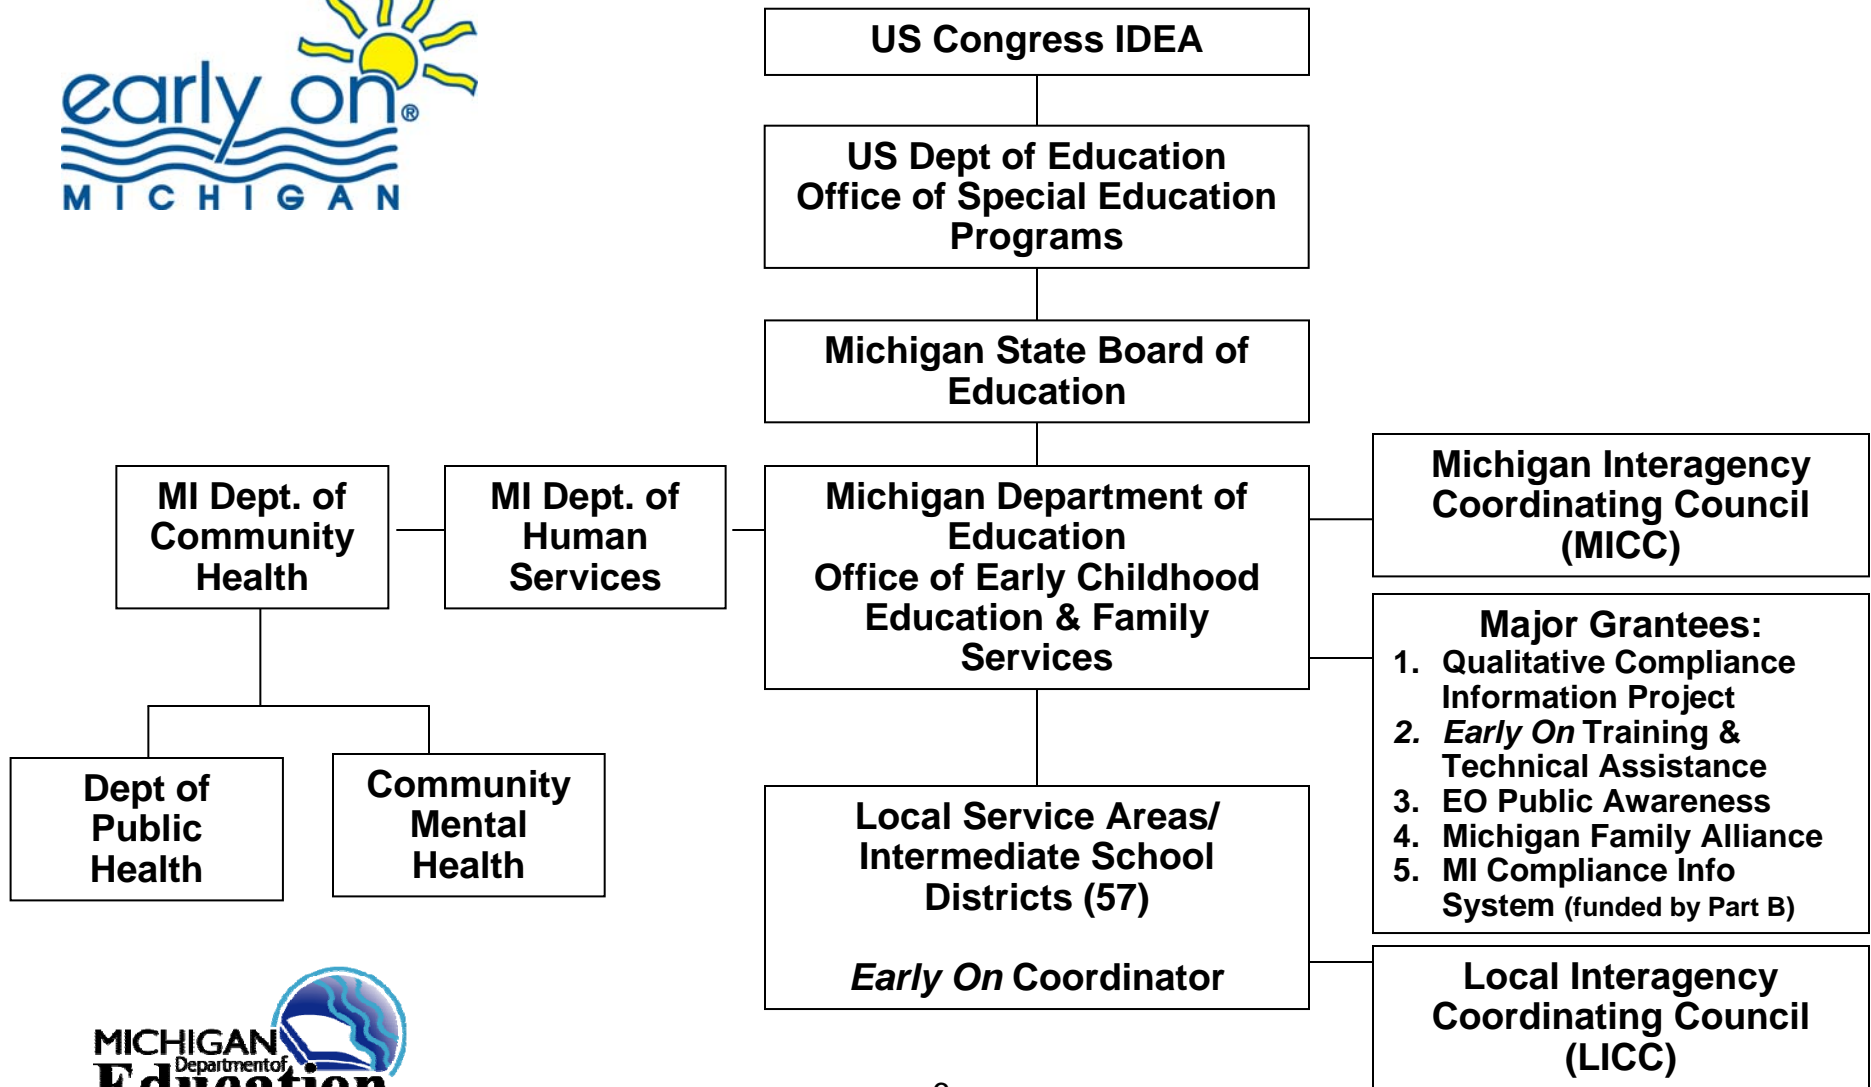 early on®
MICHIGAN
US Congress IDEA
US Dept of Education
Office of Special Education
Programs
Michigan State Board of
Education
MI Dept. of
Community
Health
MI Dept. of
Human
Services
Michigan Department of
Education
Office of Early Childhood
Education & Family
Services
Michigan Interagency
Coordinating Council
(MICC)
Major Grantees:
1. Qualitative Compliance
Information Project
2. Early On Training &
Technical Assistance
3. EO Public Awareness
4. Michigan Family Alliance
5. MI Compliance Info
System (funded by Part B)
Dept of
Public
Health
Community
Mental
Health
Local Service Areas/
Intermediate School
Districts (57)
Early On Coordinator
Local Interagency
Coordinating Council
(LICC)
MICHIGAN
Department of
Education